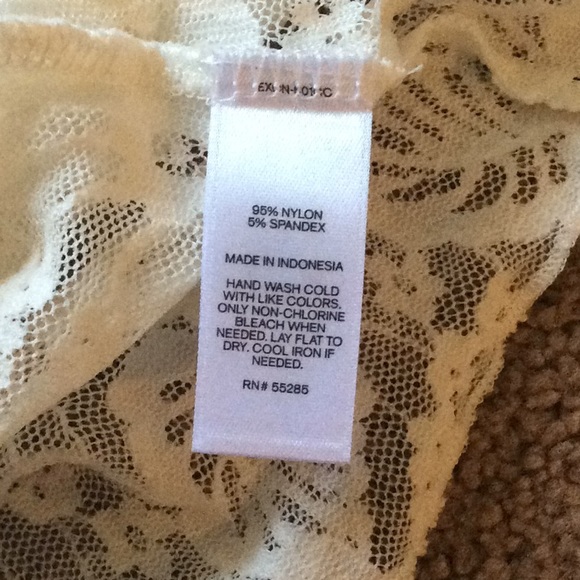 95% NYLON
5% SPANDEX
MADE IN INDONESIA
HAND WASH COLD
WITH LIKE COLORS.
ONLY NON-CHLORINE
BLEACH WHEN
NEEDED. LAY FLAT TO
DRY. COOL IRON IF
NEEDED.
RN# 55285